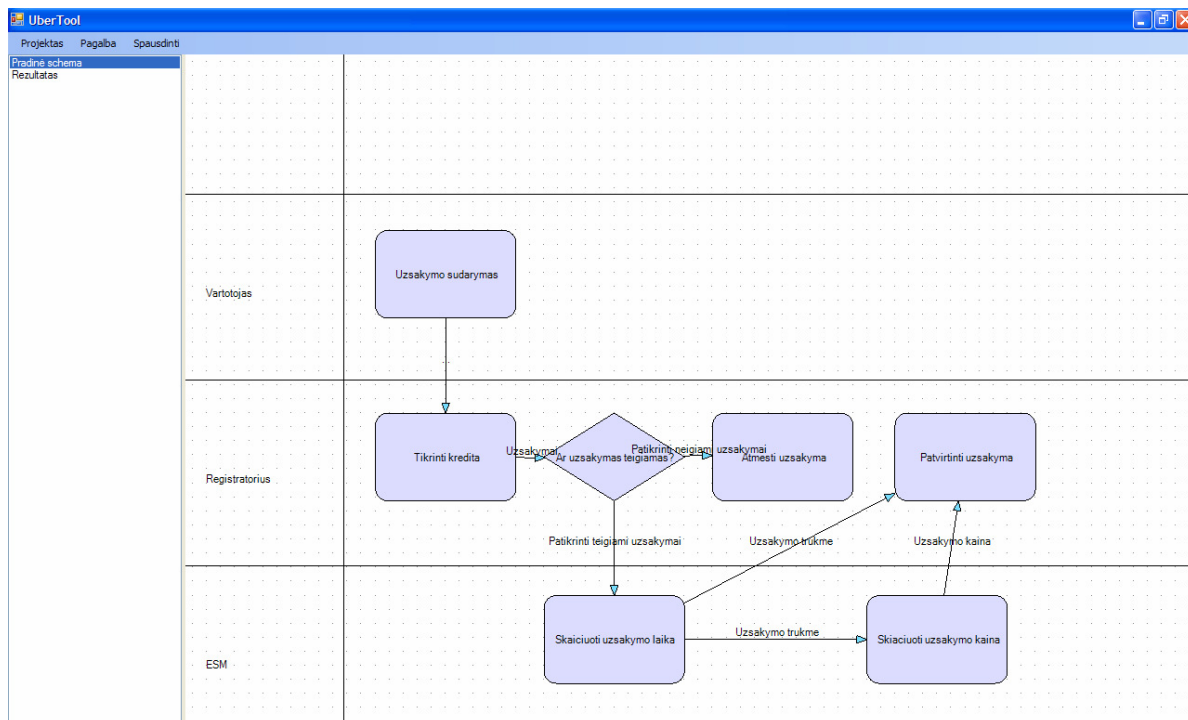 UberTool
Projektas Pagalba Spausdinti
Pradinė schema
Rezultatas
Uzsakymo sudarymas
Vartotojas
...
Tikrinti kredita
Uzsakymai
Ar uzsakymas teigiamas?
Patikrinti neigiami uzsakymai
Atmesti uzsakyma
Patvirtinti uzsakyma
Registratorius
Patikrinti teigiami uzsakymai
Uzsakymo trukme
Uzsakymo kaina
Skaiciuoti uzsakymo laika
Uzsakymo trukme
Skiaciuoti uzsakymo kaina
ESM